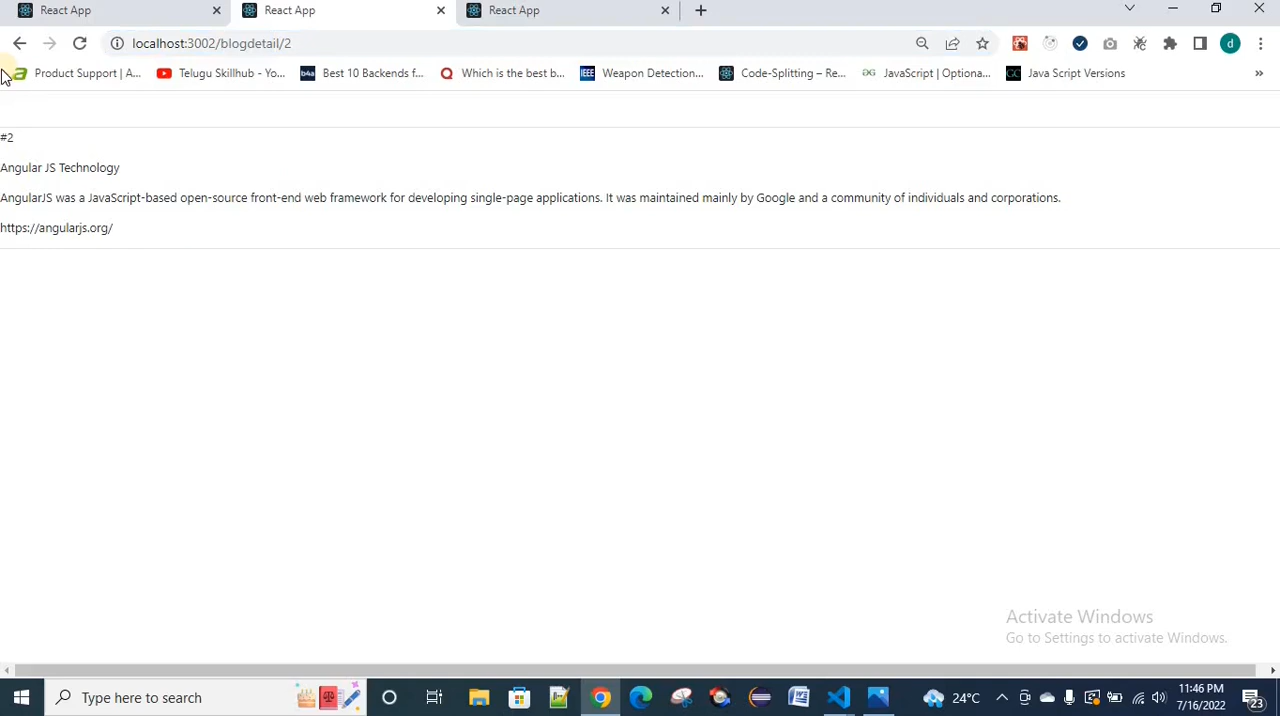 React App
React App
React App
localhost:3002/blogdetail/2
d
Product Support | A...
Telugu Skillhub - Yo...
b4a
Best 10 Backends f...
Which is the best b...
IEEE
Weapon Detection...
Code-Splitting – Re...
JavaScript | Optiona...
GC
Java Script Versions
»
#2
Angular JS Technology
AngularJS was a JavaScript-based open-source front-end web framework for developing single-page applications. It was maintained mainly by Google and a community of individuals and corporations.
https://angularjs.org/
Activate Windows
Go to Settings to activate Windows.
Type here to search
24°C
11:46 PM
7/16/2022
23